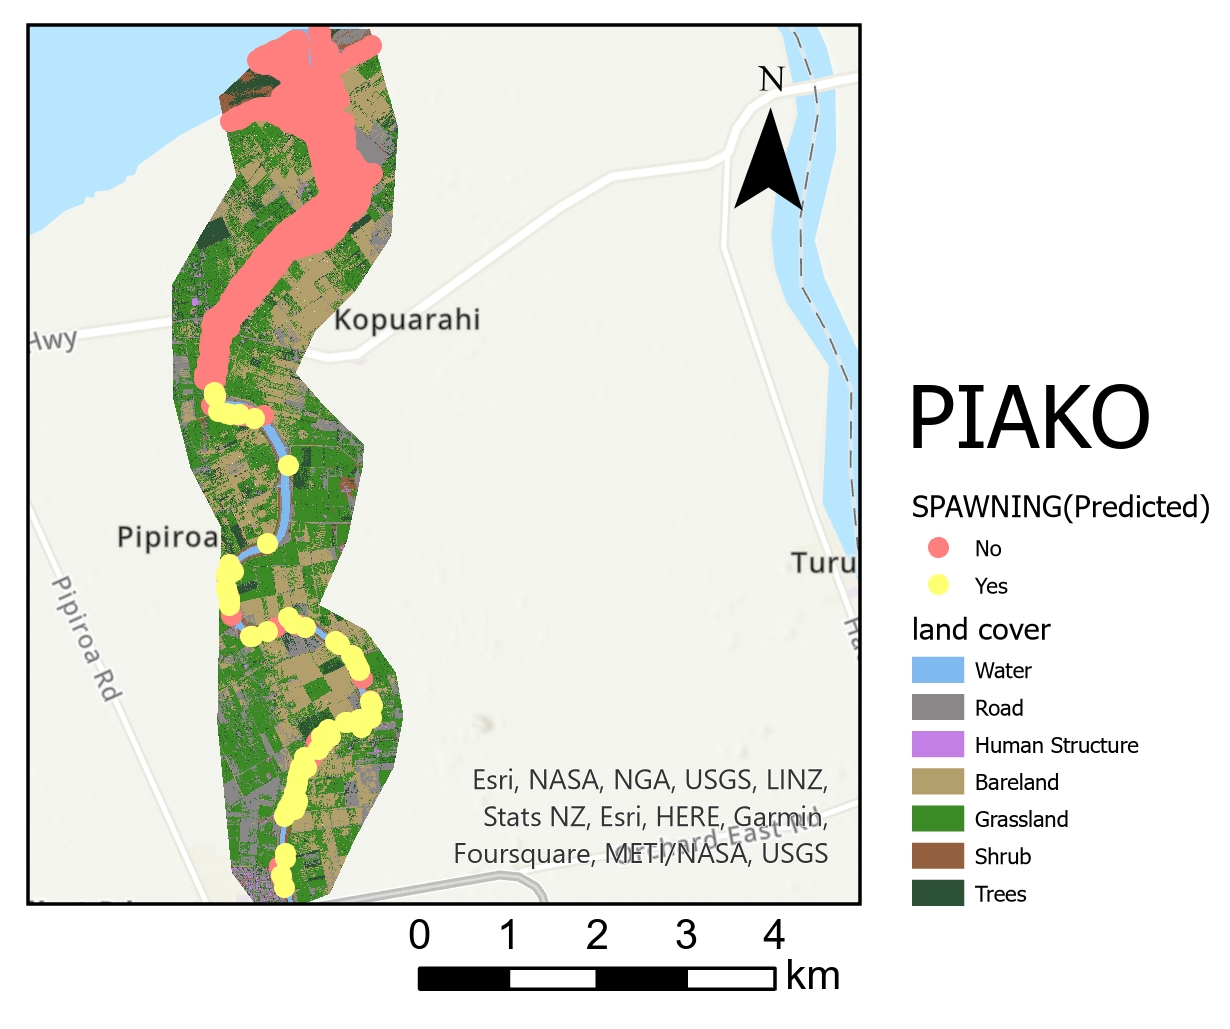 N
Kopuarahi
Hwy
Pipiroa
Turu
Pipiroa Rd
Esri, NASA, NGA, USGS, LINZ,
Stats NZ, Esri, HERE, Garmin,
Orchard East Rd
Foursquare, METI/NASA, USGS
0 1 2 3 4
km
PIAKO
SPAWNING(Predicted)
No
Yes
land cover
Water
Road
Human Structure
Bareland
Grassland
Shrub
Trees